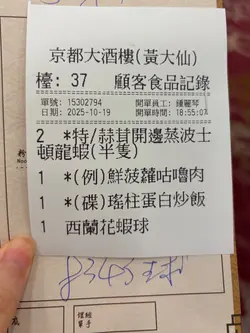 京都大酒樓(黃大仙)
檯: 37 顧客食品記錄
單號: 15302794 開單員工: 鍾麗琴
日期: 2025-10-19 開單時間: 18:55:07
2 *特/蒜茸開邊蒸波士
頓龍蝦(半隻)
1 *(例)鮮菠蘿咕嚕肉
1 *(碟)瑤柱蛋白炒飯
1 西蘭花蝦球